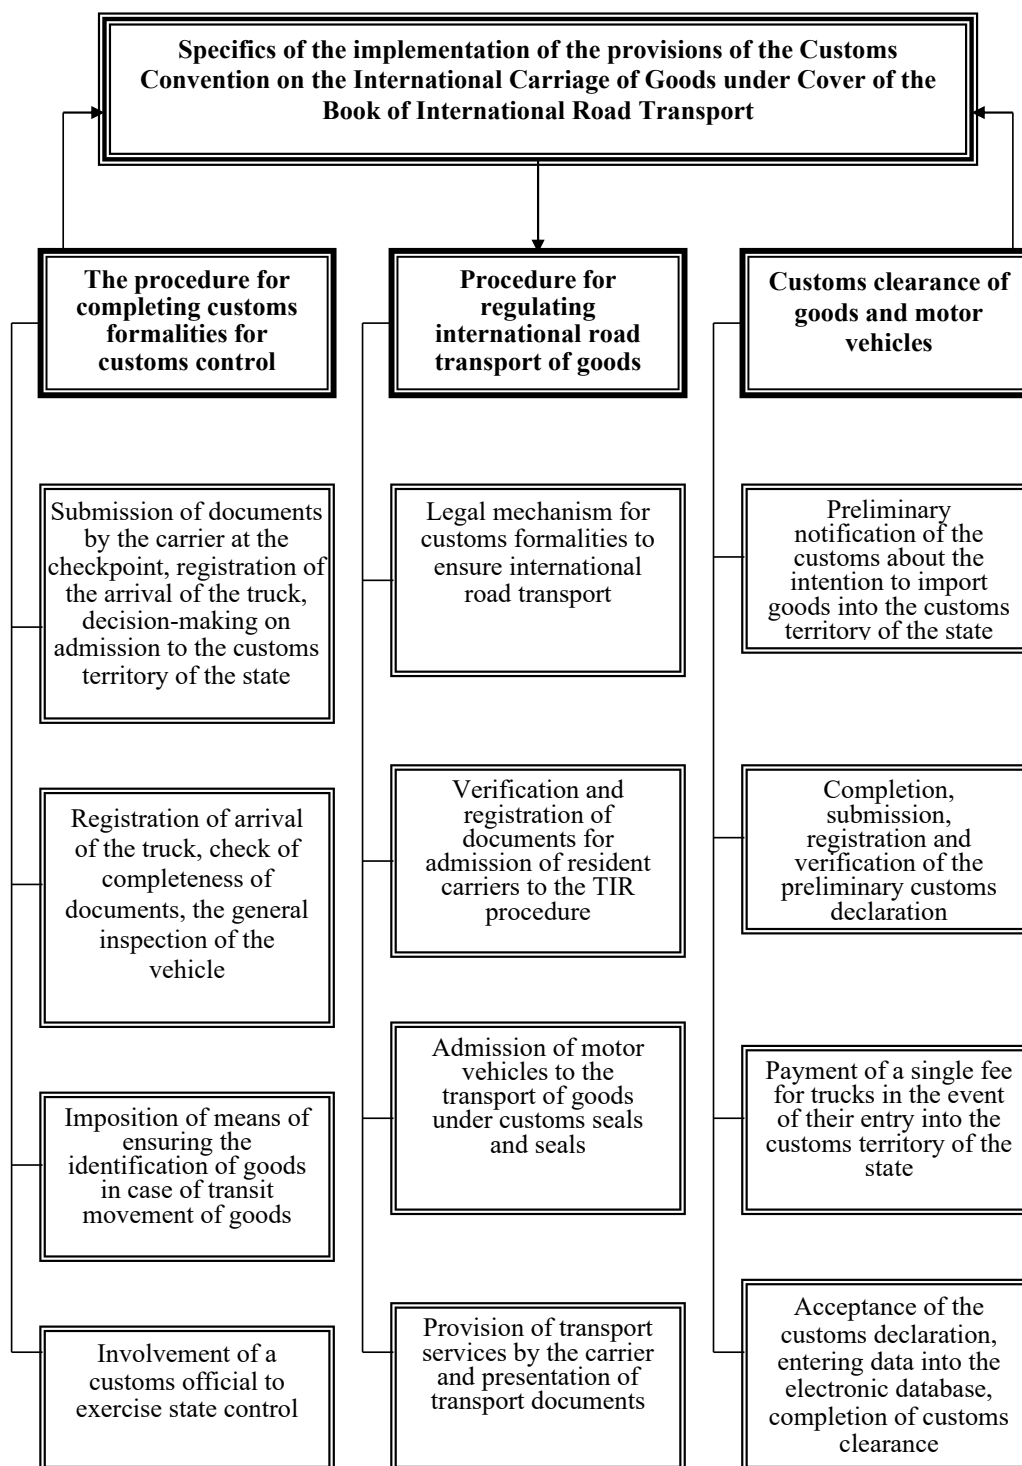 Specifics of the implementation of the provisions of the Customs
Convention on the International Carriage of Goods under Cover of the
Book of International Road Transport
The procedure for
completing customs
formalities for
customs control
Submission of documents
by the carrier at the
checkpoint, registration of
the arrival of the truck,
decision-making on
admission to the customs
territory of the state
Registration of arrival
of the truck, check of
completeness of
documents, the general
inspection of the
vehicle
Imposition of means of
ensuring the
identification of goods
in case of transit
movement of goods
Involvement of a
customs official to
exercise state control
Procedure for
regulating
international road
transport of goods
Legal mechanism for
customs formalities to
ensure international
road transport
Verification and
registration of
documents for
admission of resident
carriers to the TIR
procedure
Admission of motor
vehicles to the
transport of goods
under customs seals
and seals
Provision of transport
services by the carrier
and presentation of
transport documents
Customs clearance of
goods and motor
vehicles
Preliminary
notification of the
customs about the
intention to import
goods into the customs
territory of the state
Completion,
submission,
registration and
verification of the
preliminary customs
declaration
Payment of a single fee
for trucks in the event
of their entry into the
customs territory of the
state
Acceptance of the
customs declaration,
entering data into the
electronic database,
completion of customs
clearance